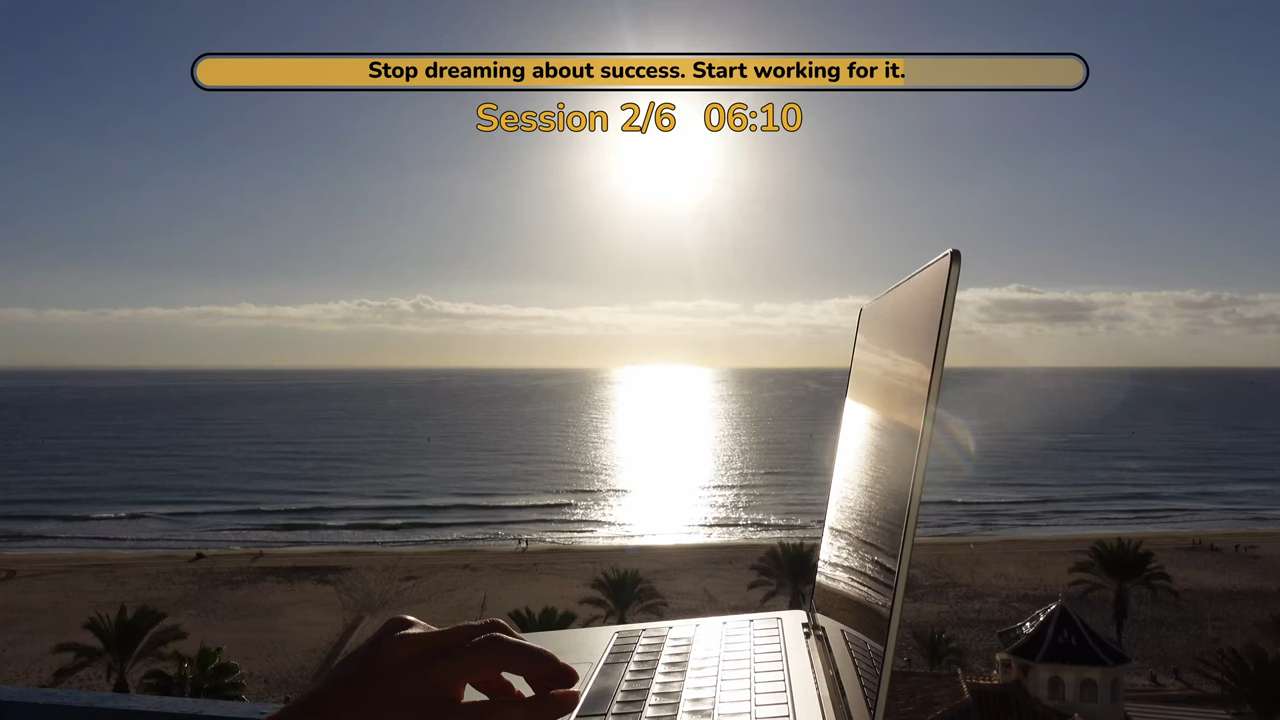 Stop dreaming about success. Start working for it.
Session 2/6 06:10